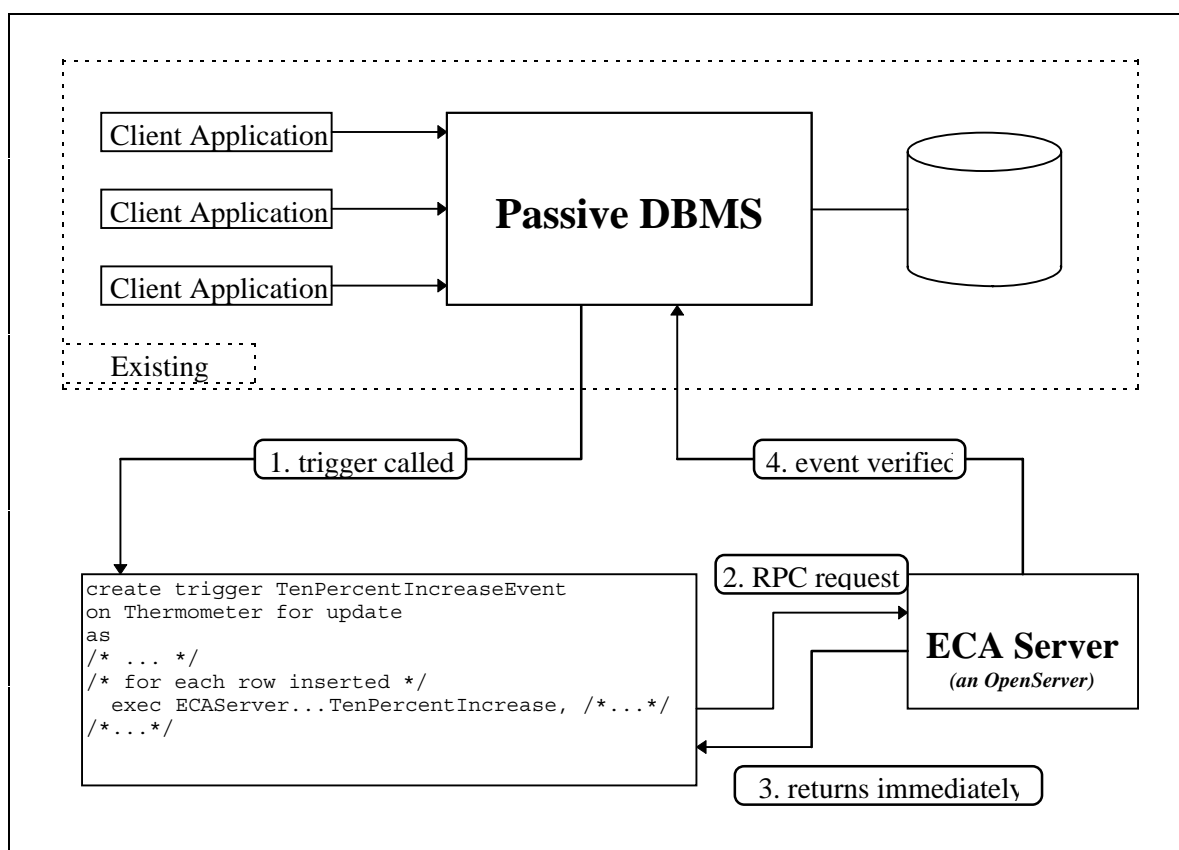 Client Application
Client Application
Client Application
Passive DBMS
Existing
1. trigger called
4. event verified
create trigger TenPercentIncreaseEvent
on Thermometer for update
as
/* ... */
/* for each row inserted */
  exec ECAServer...TenPercentIncrease, /*...*/
/*...*/
2. RPC request
ECA Server
(an OpenServer)
3. returns immediately